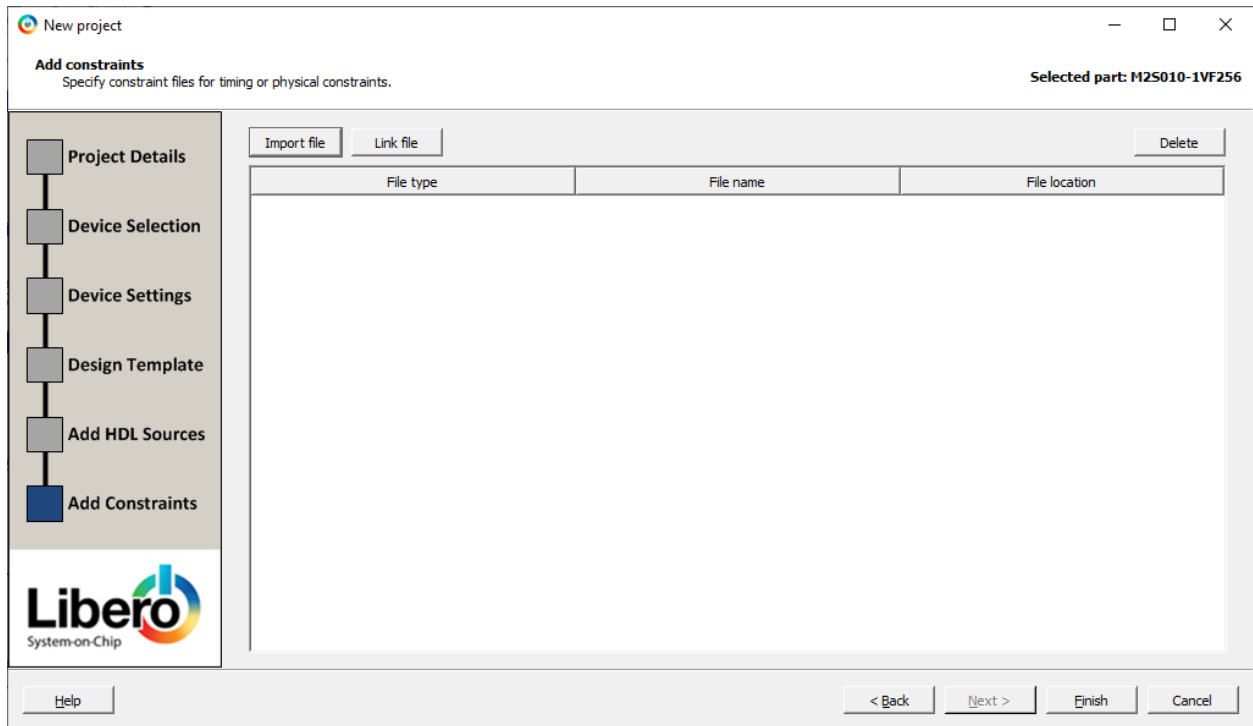 New project
Add constraints
Specify constraint files for timing or physical constraints.
Selected part: M2S010-1VF256
Project Details
Device Selection
Device Settings
Design Template
Add HDL Sources
Add Constraints
Libero
System-on-Chip
Import file Link file Delete
File type File name File location
Help < Back Next > Finish Cancel